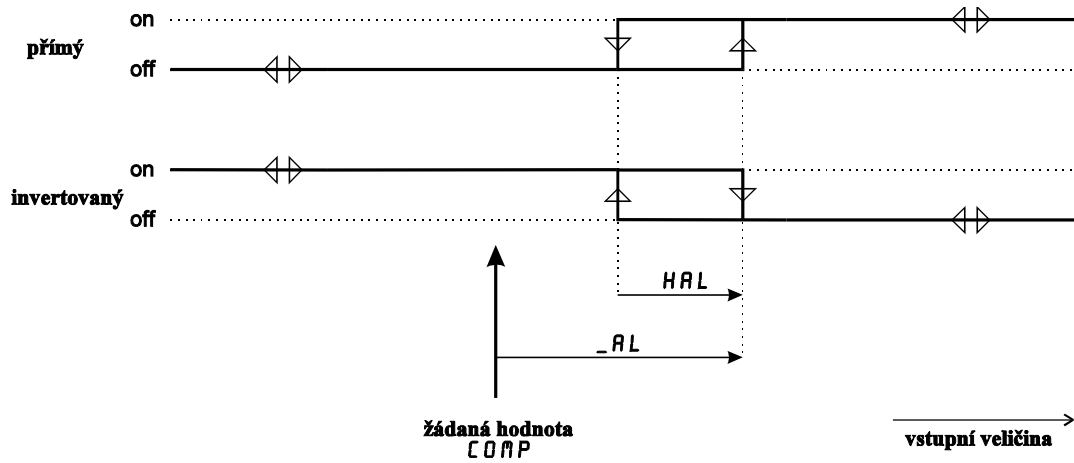 on
přímý
off
on
invertovaný
off
HAL
_AL
žádaná hodnota
COMP
vstupní veličina